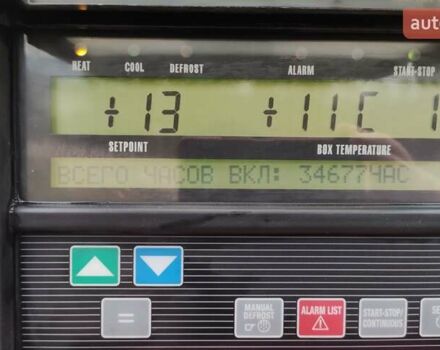 auto
HEAT COOL DEFROST ALARM START-STOP
+13 +11C
SETPOINT BOX TEMPERATURE
ВСЕГО ЧАСОВ ВКЛ: 34677ЧАС
=
MANUAL DEFROST ALARM LIST START-STOP/ CONTINUOUS